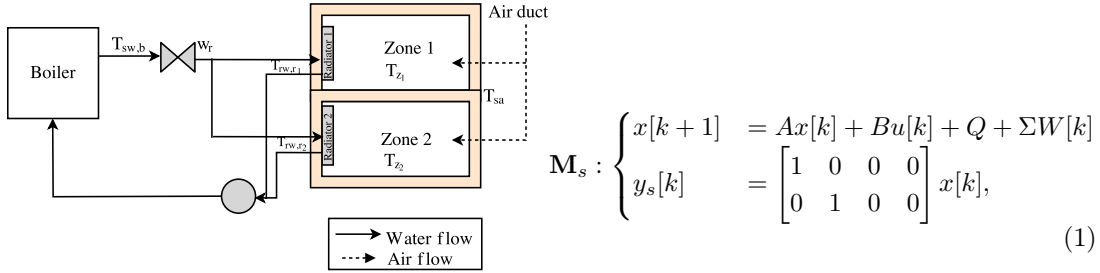 Air duct
T_{sw,b}
w_r
Boiler
Radiator 1
Zone 1
T_{z_1}
T_{rw,r_1}
T_{sa}
Radiator 2
Zone 2
T_{z_2}
T_{rw,r_2}
Water flow
Air flow
M_s : { x[k+1] = Ax[k] + Bu[k] + Q + ΣW[k]
y_s[k] = [1 0 0 0
0 1 0 0] x[k],
(1)